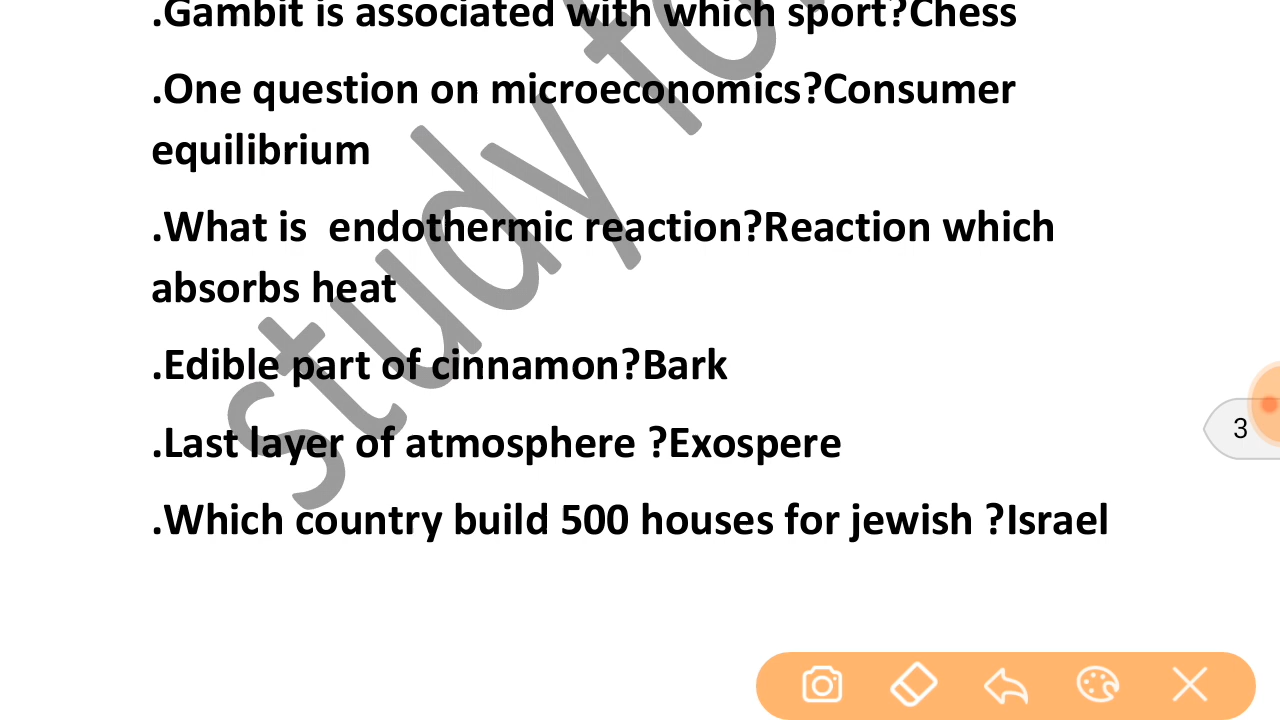 .Gambit is associated with which sport?Chess
.One question on microeconomics?Consumer
equilibrium
.What is  endothermic reaction?Reaction which
absorbs heat
.Edible part of cinnamon?Bark
.Last layer of atmosphere ?Exospere
.Which country build 500 houses for jewish ?Israel
study to
3